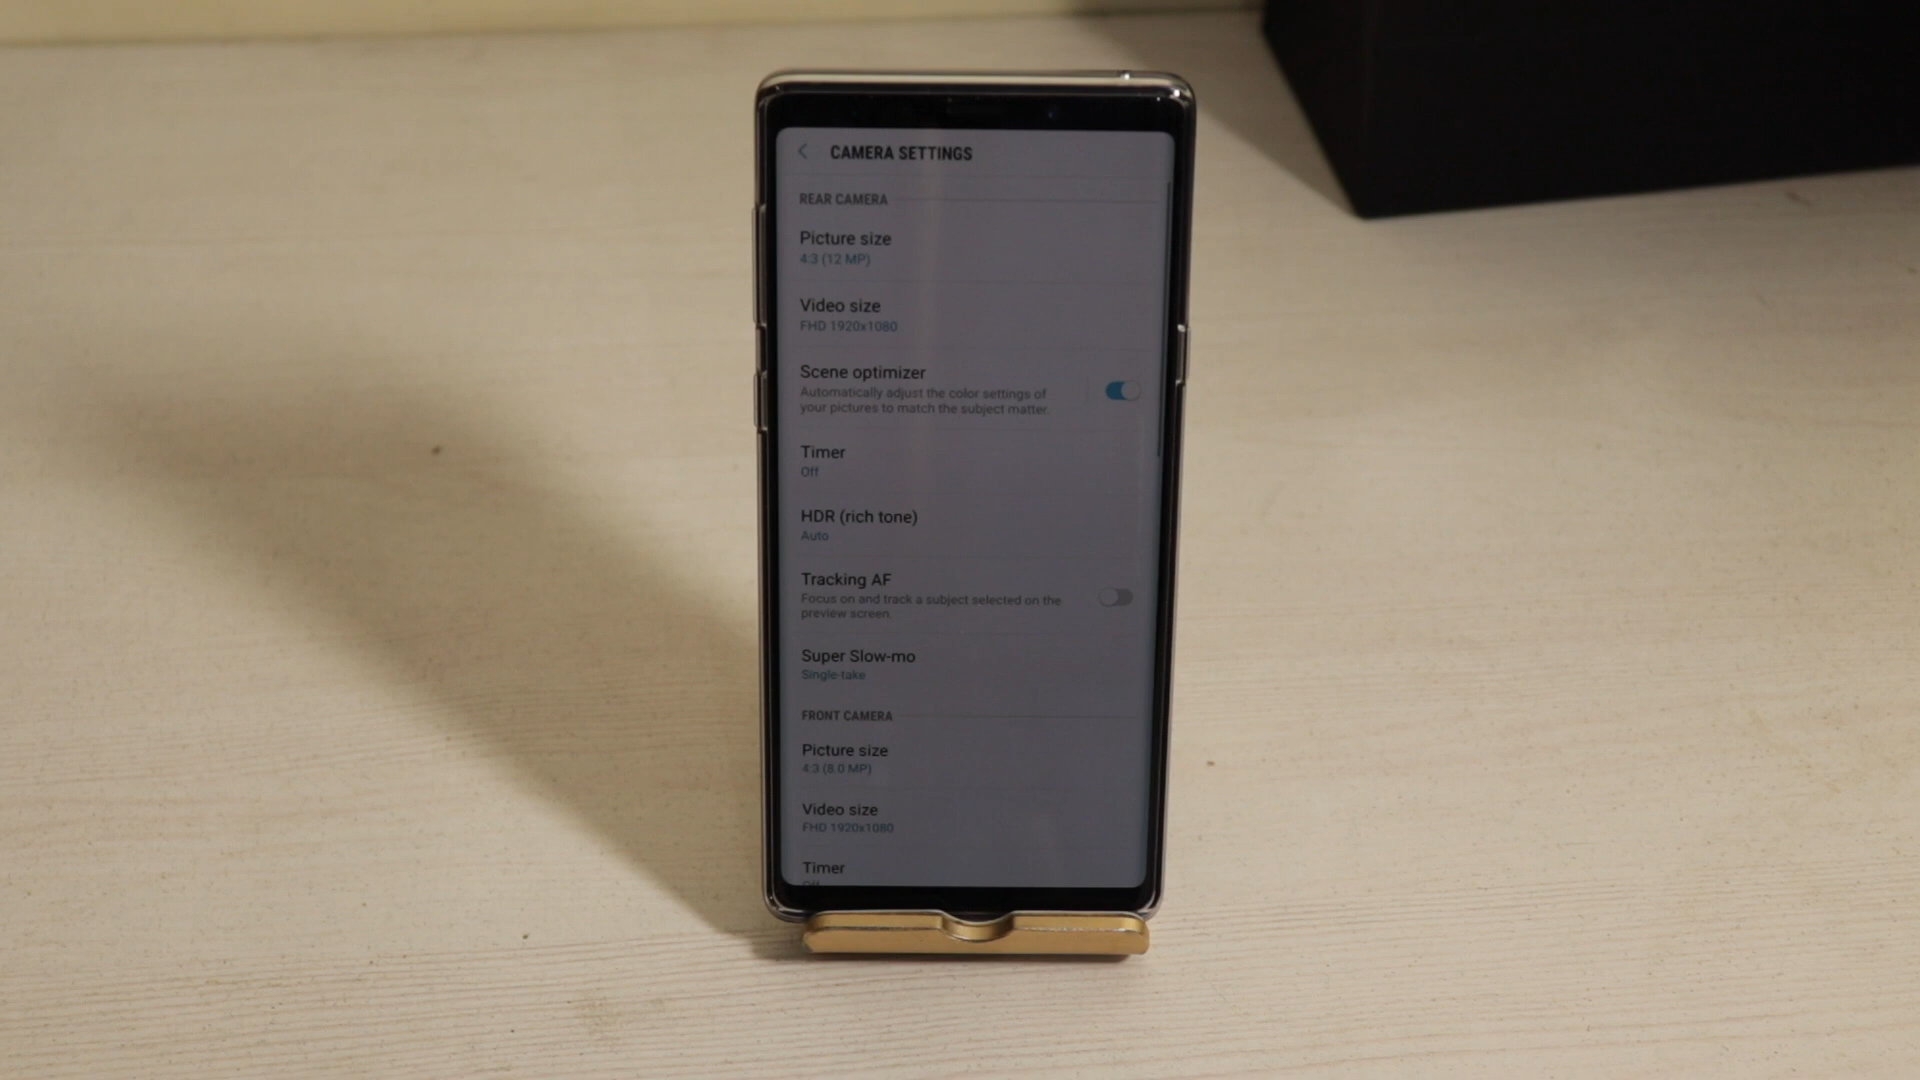 CAMERA SETTINGS
REAR CAMERA
Picture size
4:3 (12 MP)
Video size
FHD 1920x1080
Scene optimizer
Automatically adjust the color settings of
your pictures to match the subject matter.
Timer
Off
HDR (rich tone)
Auto
Tracking AF
Focus on and track a subject selected on the
preview screen.
Super Slow-mo
Single-take
FRONT CAMERA
Picture size
4:3 (8.0 MP)
Video size
FHD 1920x1080
Timer
Off